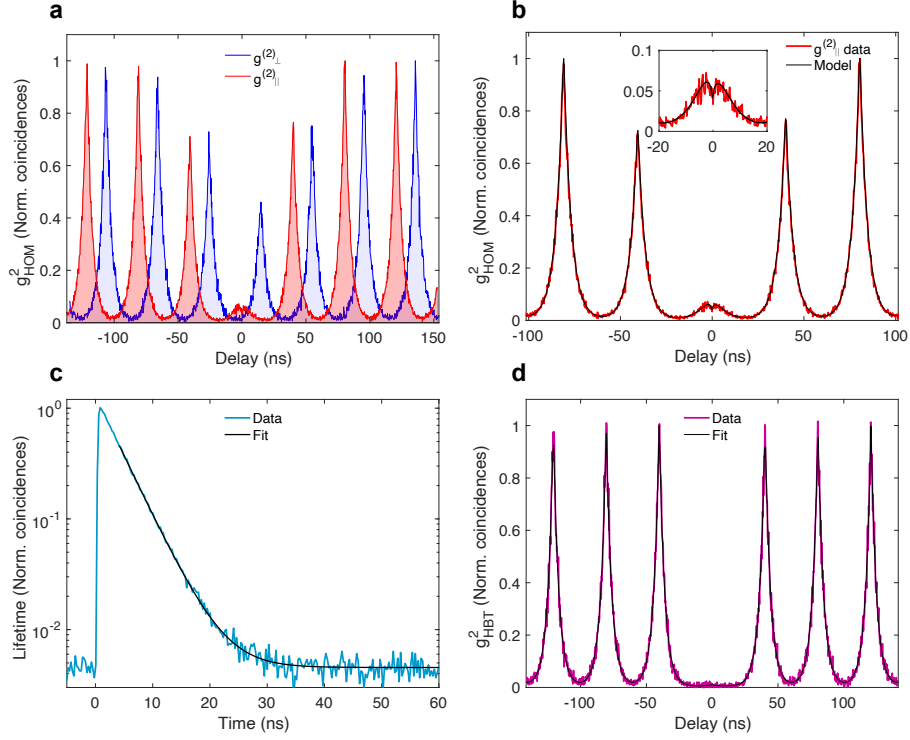 a
g(2)⊥
g(2)||
g2HOM (Norm. coincidences)
1
0.8
0.6
0.4
0.2
0
-100 -50 0 50 100 150
Delay (ns)
b
g(2)|| data
Model
0.1
0.05
0
-20 0 20
g2HOM (Norm. coincidences)
1
0.8
0.6
0.4
0.2
0
-100 -50 0 50 100
Delay (ns)
c
Data
Fit
Lifetime (Norm. coincidences)
100
10-1
10-2
0 10 20 30 40 50 60
Time (ns)
d
Data
Fit
g2HBT (Norm. coincidences)
1
0.8
0.6
0.4
0.2
0
-100 -50 0 50 100
Delay (ns)